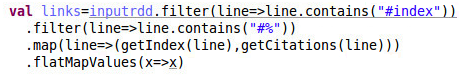 val links=inputrdd.filter(line=>line.contains("#index"))
.filter(line=>line.contains("#%"))
.map(line=>(getIndex(line),getCitations(line)))
.flatMapValues(x=>x)